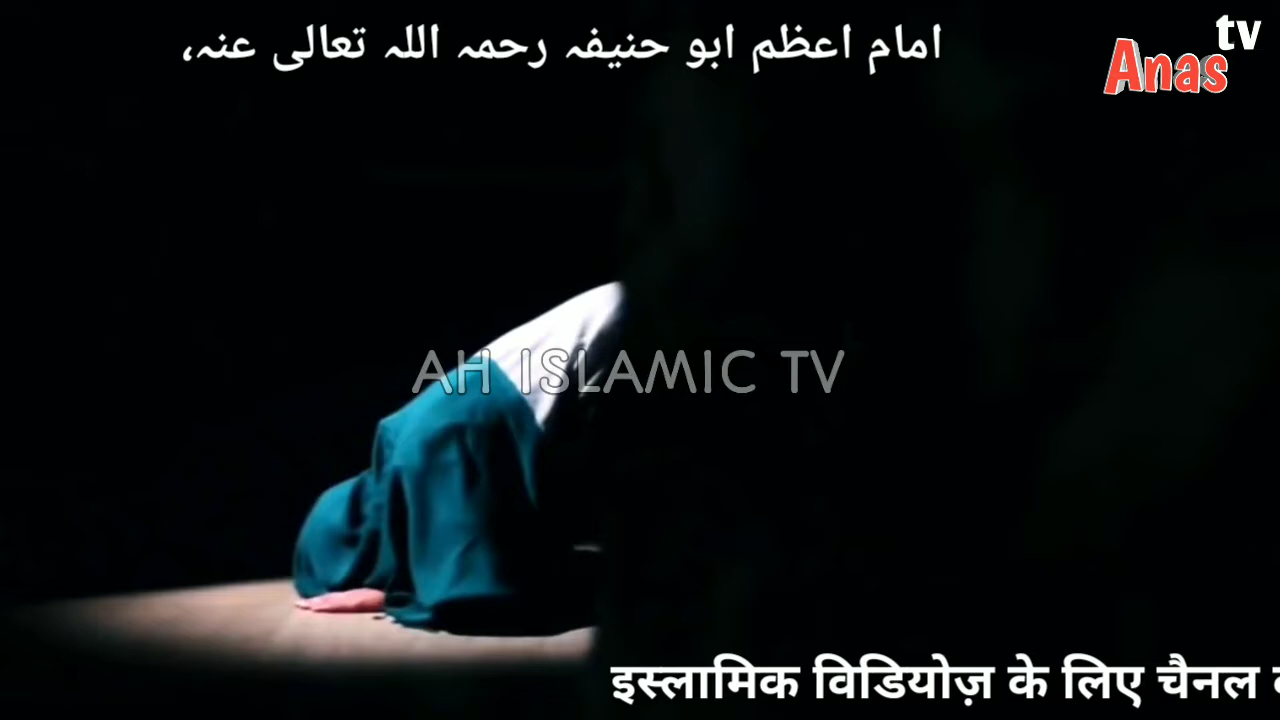 امام اعظم ابو حنیفہ رحمہ اللہ تعالی عنہ،
tv
Anas
AH ISLAMIC TV
इस्लामिक विडियोज़ के लिए चैनल